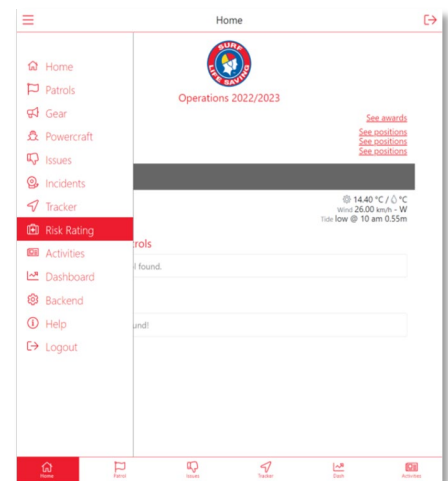 Home
SURF
LIFE SAVING
Operations 2022/2023
See awards
See positions
See positions
See positions
14.40 °C / °C
Wind 26.00 km/h - W
Tide low @ 10 am 0.55m
rols
l found.
und!
Home
Patrols
Gear
Powercraft
Issues
Incidents
Tracker
Risk Rating
Activities
Dashboard
Backend
Help
Logout
Home
Patrol
Issues
Tracker
Dash
Activities